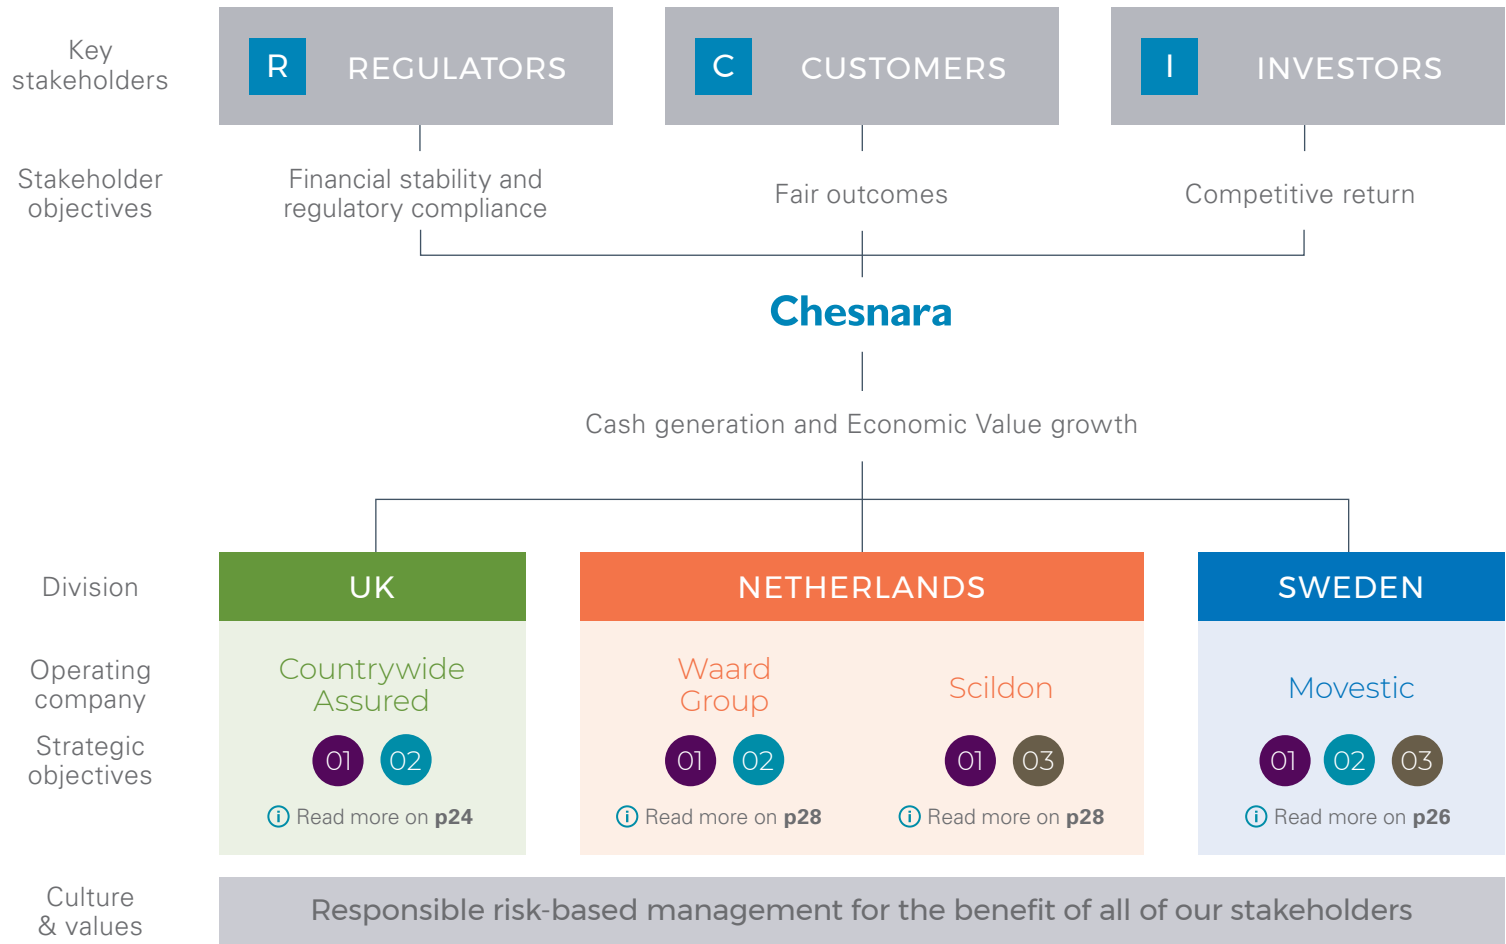 Key
stakeholders
R REGULATORS
C CUSTOMERS
I INVESTORS
Stakeholder
objectives
Financial stability and
regulatory compliance
Fair outcomes
Competitive return
Chesnara
Cash generation and Economic Value growth
Division
UK
NETHERLANDS
SWEDEN
Operating
company
Countrywide
Assured
Waard
Group
Scildon
Movestic
Strategic
objectives
01 02
01 02
01 03
01 02 03
i Read more on p24
i Read more on p28
i Read more on p28
i Read more on p26
Culture
& values
Responsible risk-based management for the benefit of all of our stakeholders